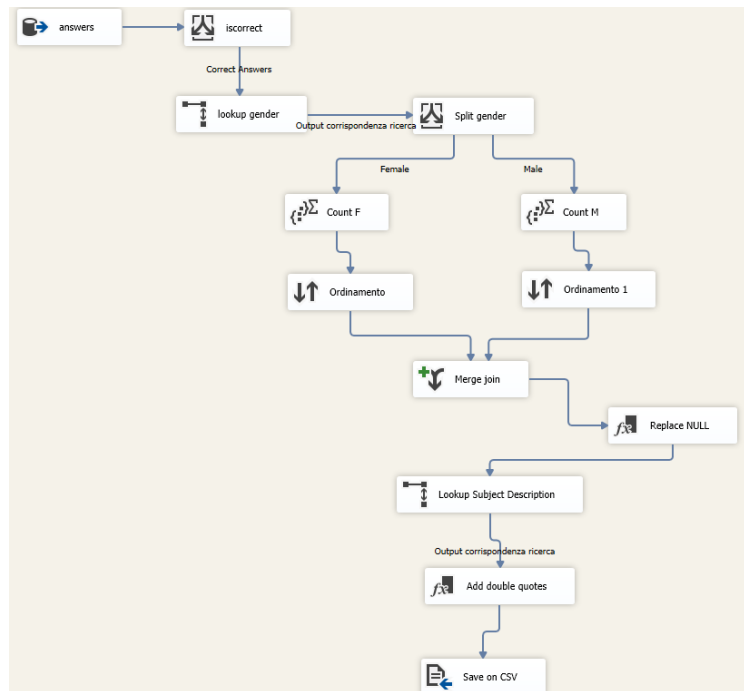 answers
iscorrect
Correct Answers
lookup gender
Output corrispondenza ricerca
Split gender
Female
Male
Count F
Count M
Ordinamento
Ordinamento 1
Merge join
Replace NULL
Lookup Subject Description
Output corrispondenza ricerca
Add double quotes
Save on CSV